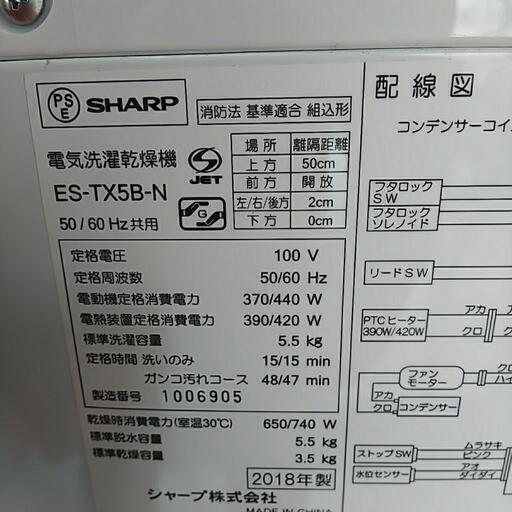 PSE SHARP
消防法 基準適合 組込形
電気洗濯乾燥機
ES-TX5B-N
50/60 Hz共用
JET
G
場所 離隔距離
上方 50cm
前方 開放
左/右/後方 2cm
下方 0cm
定格電圧 100 V
定格周波数 50/60 Hz
電動機定格消費電力 370/440 W
電熱装置定格消費電力 390/420 W
標準洗濯容量 5.5 kg
定格時間 洗いのみ 15/15 min
ガンコ汚れコース 48/47 min
製造番号 1006905
乾燥時消費電力(室温30℃) 650/740 W
標準脱水容量 5.5 kg
標準乾燥容量 3.5 kg
2018年製
シャープ株式会社
MADE IN CHINA
配線図
コンデンサーコイ
フタロック
SW
フタロック
ソレノイド
リードSW
PTCヒーター
390W/420W
アカ
クロ
ファン
モーター
クロ
ハイ
アカ
クロ
コンデンサー
ストップSW
ムラサキ
ピンク
水位センサー
アオ
ダイダイ